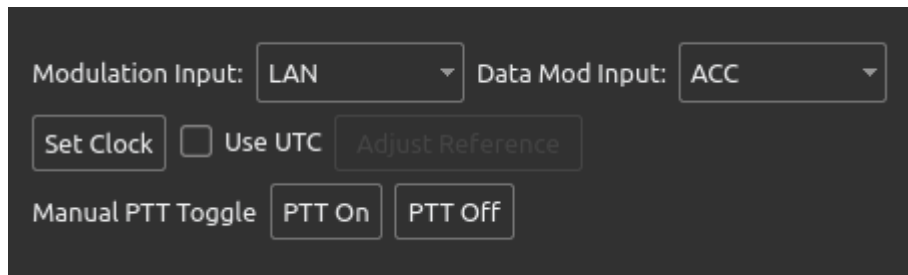 Modulation Input: LAN Data Mod Input: ACC
Set Clock Use UTC Adjust Reference
Manual PTT Toggle PTT On PTT Off